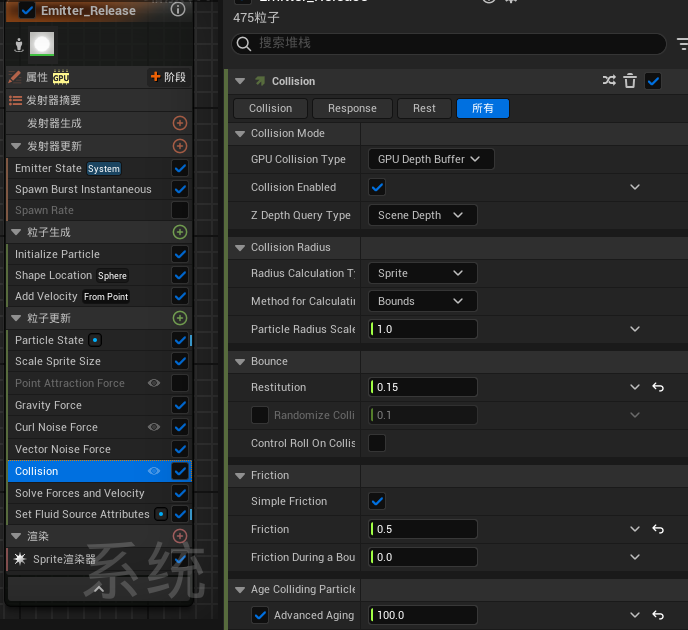 Emitter_Release
属性 GPU 阶段
发射器摘要
发射器生成
发射器更新
Emitter State System
Spawn Burst Instantaneous
Spawn Rate
粒子生成
Initialize Particle
Shape Location Sphere
Add Velocity From Point
粒子更新
Particle State
Scale Sprite Size
Point Attraction Force
Gravity Force
Curl Noise Force
Vector Noise Force
Collision
Solve Forces and Velocity
Set Fluid Source Attributes
渲染
Sprite渲染器
系统
Emitter_Release
475粒子
搜索堆栈
Collision
Collision Response Rest 所有
Collision Mode
GPU Collision Type GPU Depth Buffer
Collision Enabled
Z Depth Query Type Scene Depth
Collision Radius
Radius Calculation Ty Sprite
Method for Calculatin Bounds
Particle Radius Scale 1.0
Bounce
Restitution 0.15
Randomize Colli 0.1
Control Roll On Collis
Friction
Simple Friction
Friction 0.5
Friction During a Bou 0.0
Age Colliding Particle
Advanced Aging 100.0